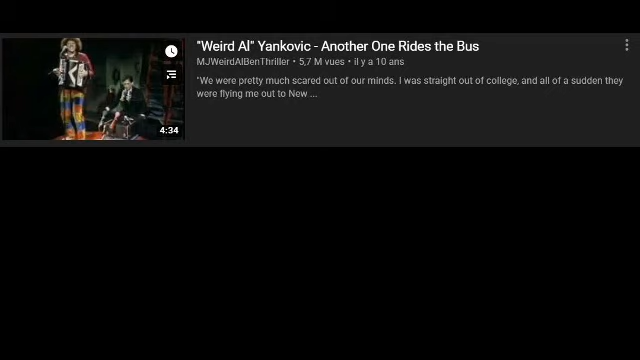 "Weird Al" Yankovic - Another One Rides the Bus
MJWeirdAlBenThriller • 5,7 M vues • il y a 10 ans
"We were pretty much scared out of our minds. I was straight out of college, and all of a sudden they
were flying me out to New ...
4:34